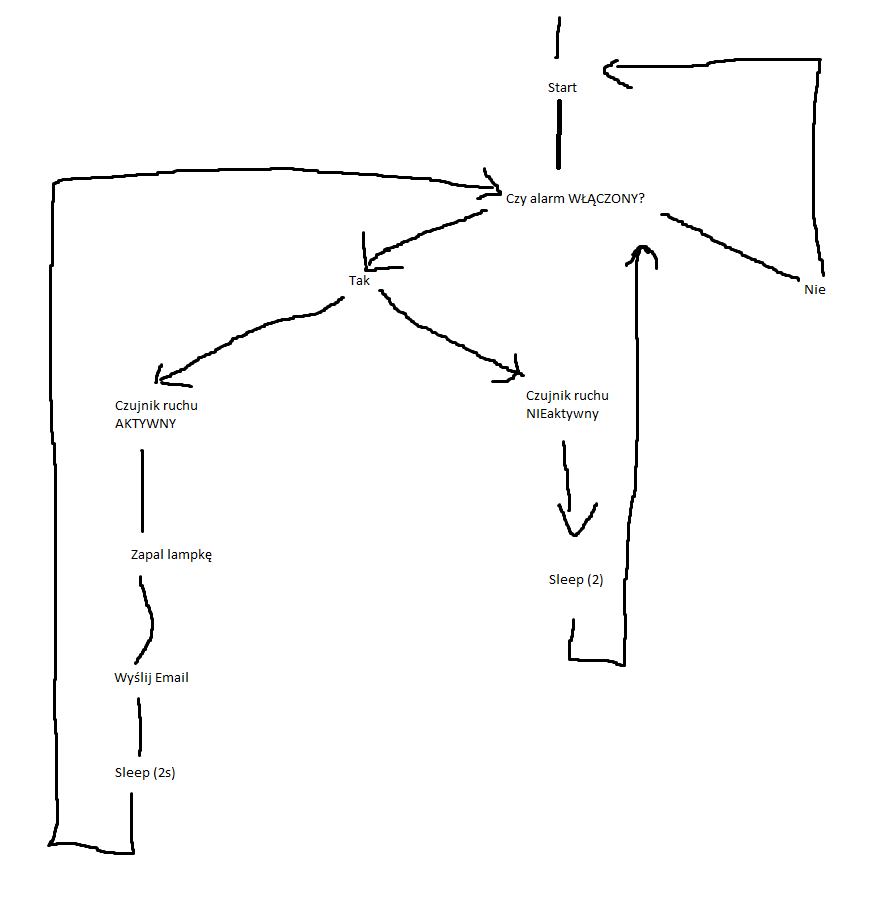 Start
Czy alarm WŁĄCZONY?
Tak
Nie
Czujnik ruchu
AKTYWNY
Czujnik ruchu
NIEaktywny
Zapal lampkę
Sleep (2)
Wyślij Email
Sleep (2s)